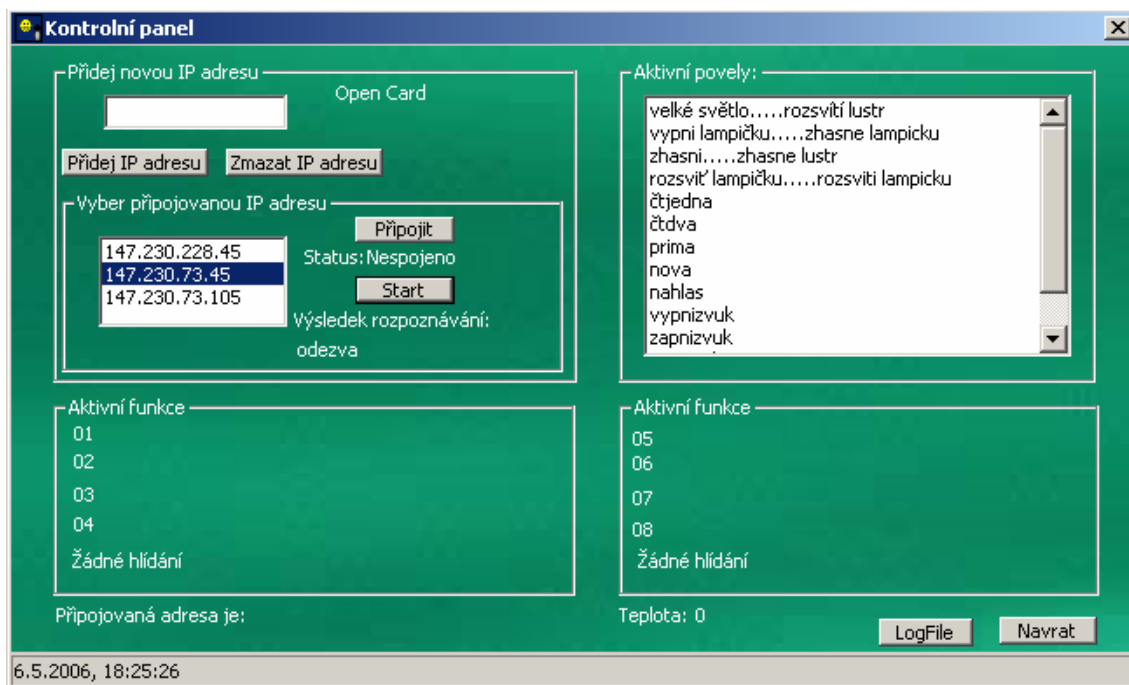 Kontrolní panel
Přidej novou IP adresu
Open Card
Přidej IP adresu
Zmazat IP adresu
Vyber připojovanou IP adresu
Připojit
147.230.228.45
147.230.73.45
147.230.73.105
Status: Nespojeno
Start
Výsledek rozpoznávání:
odezva
Aktivní povely:
velké světlo.....rozsvítí lustr
vypni lampičku.....zhasne lampicku
zhasni.....zhasne lustr
rozsviť lampičku.....rozsviti lampicku
čtjedna
čtdva
prima
nova
nahlas
vypnizvuk
zapnizvuk
Aktivní funkce
01
02
03
04
Žádné hlídání
Aktivní funkce
05
06
07
08
Žádné hlídání
Připojovaná adresa je:
Teplota: 0
LogFile
Navrat
6.5.2006, 18:25:26